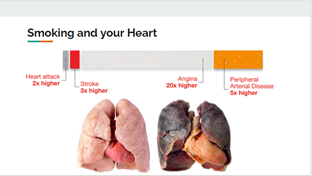 Smoking and your Heart
Heart attack
2x higher
Stroke
3x higher
Angina
20x higher
Peripheral
Arterial Disease
5x higher